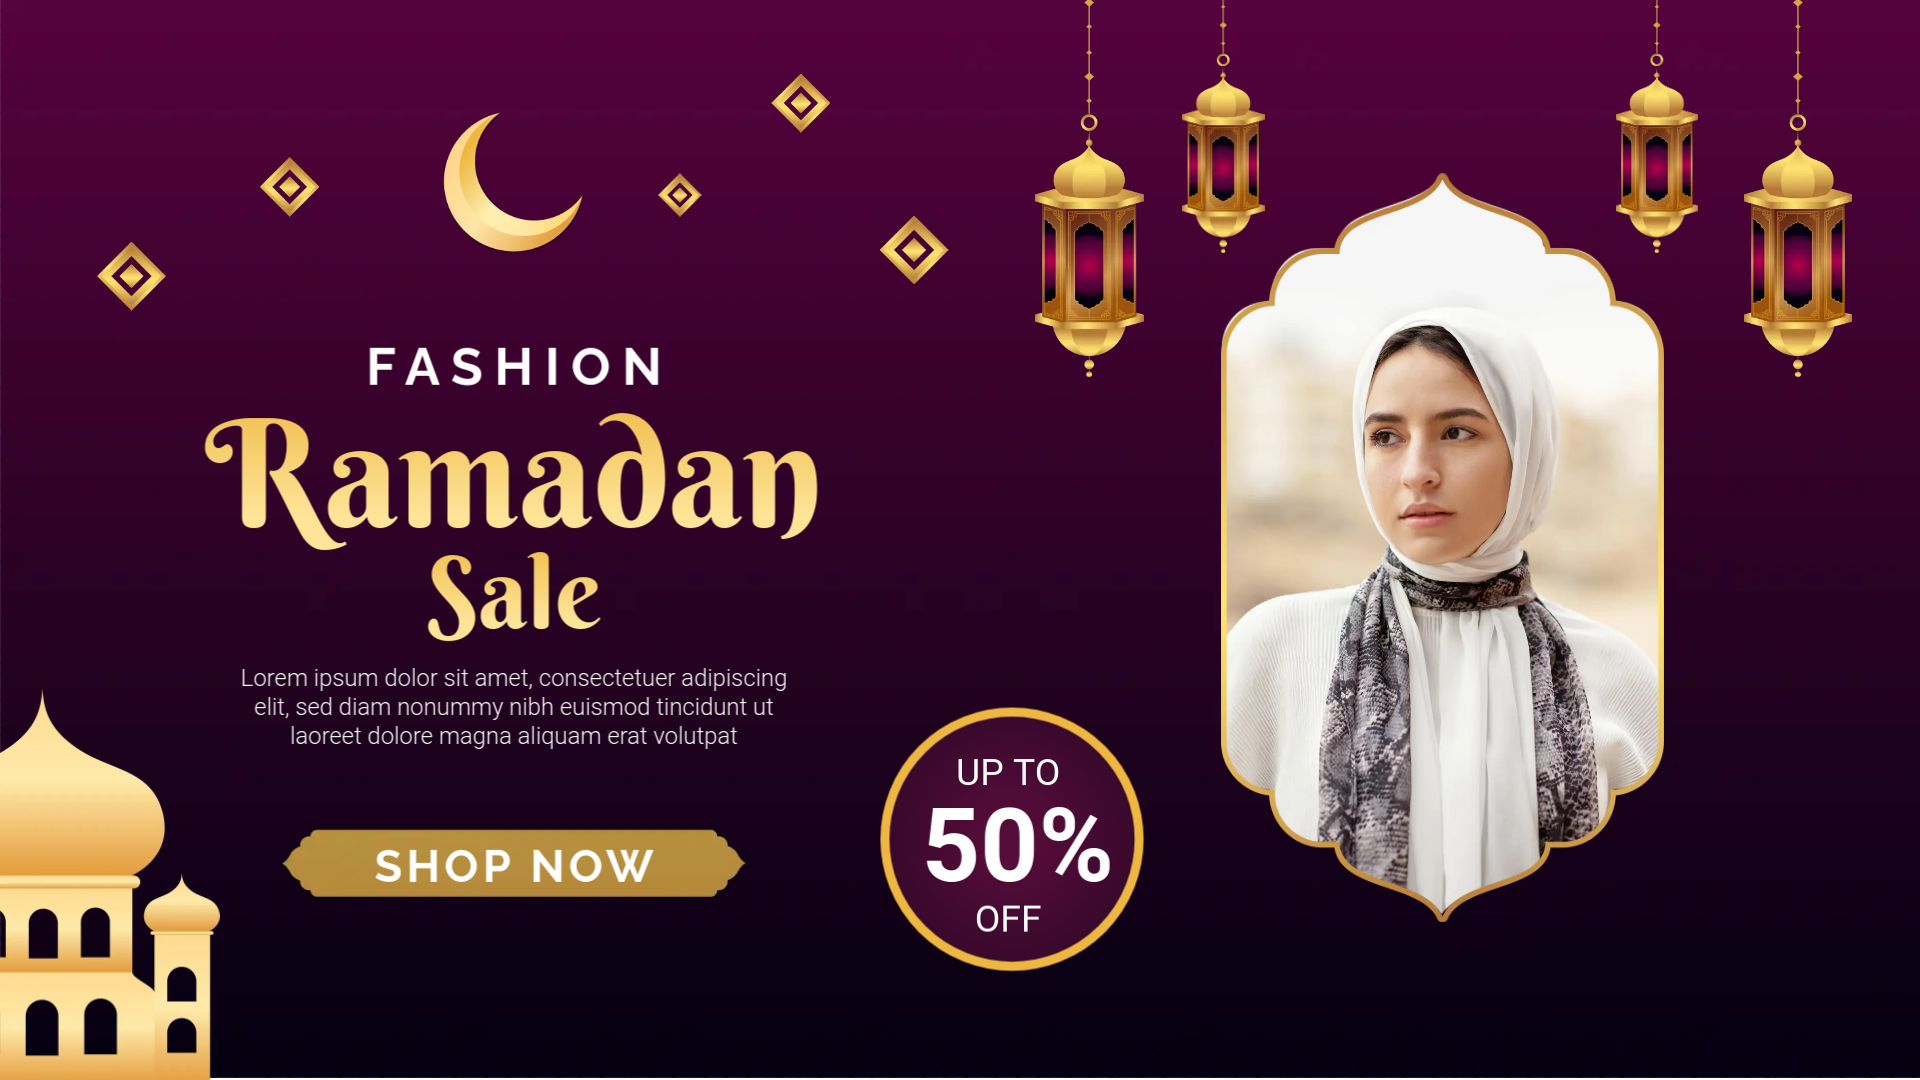 FASHION
Ramadan
Sale
Lorem ipsum dolor sit amet, consectetuer adipiscing
elit, sed diam nonummy nibh euismod tincidunt ut
laoreet dolore magna aliquam erat volutpat
SHOP NOW
UP TO
50%
OFF